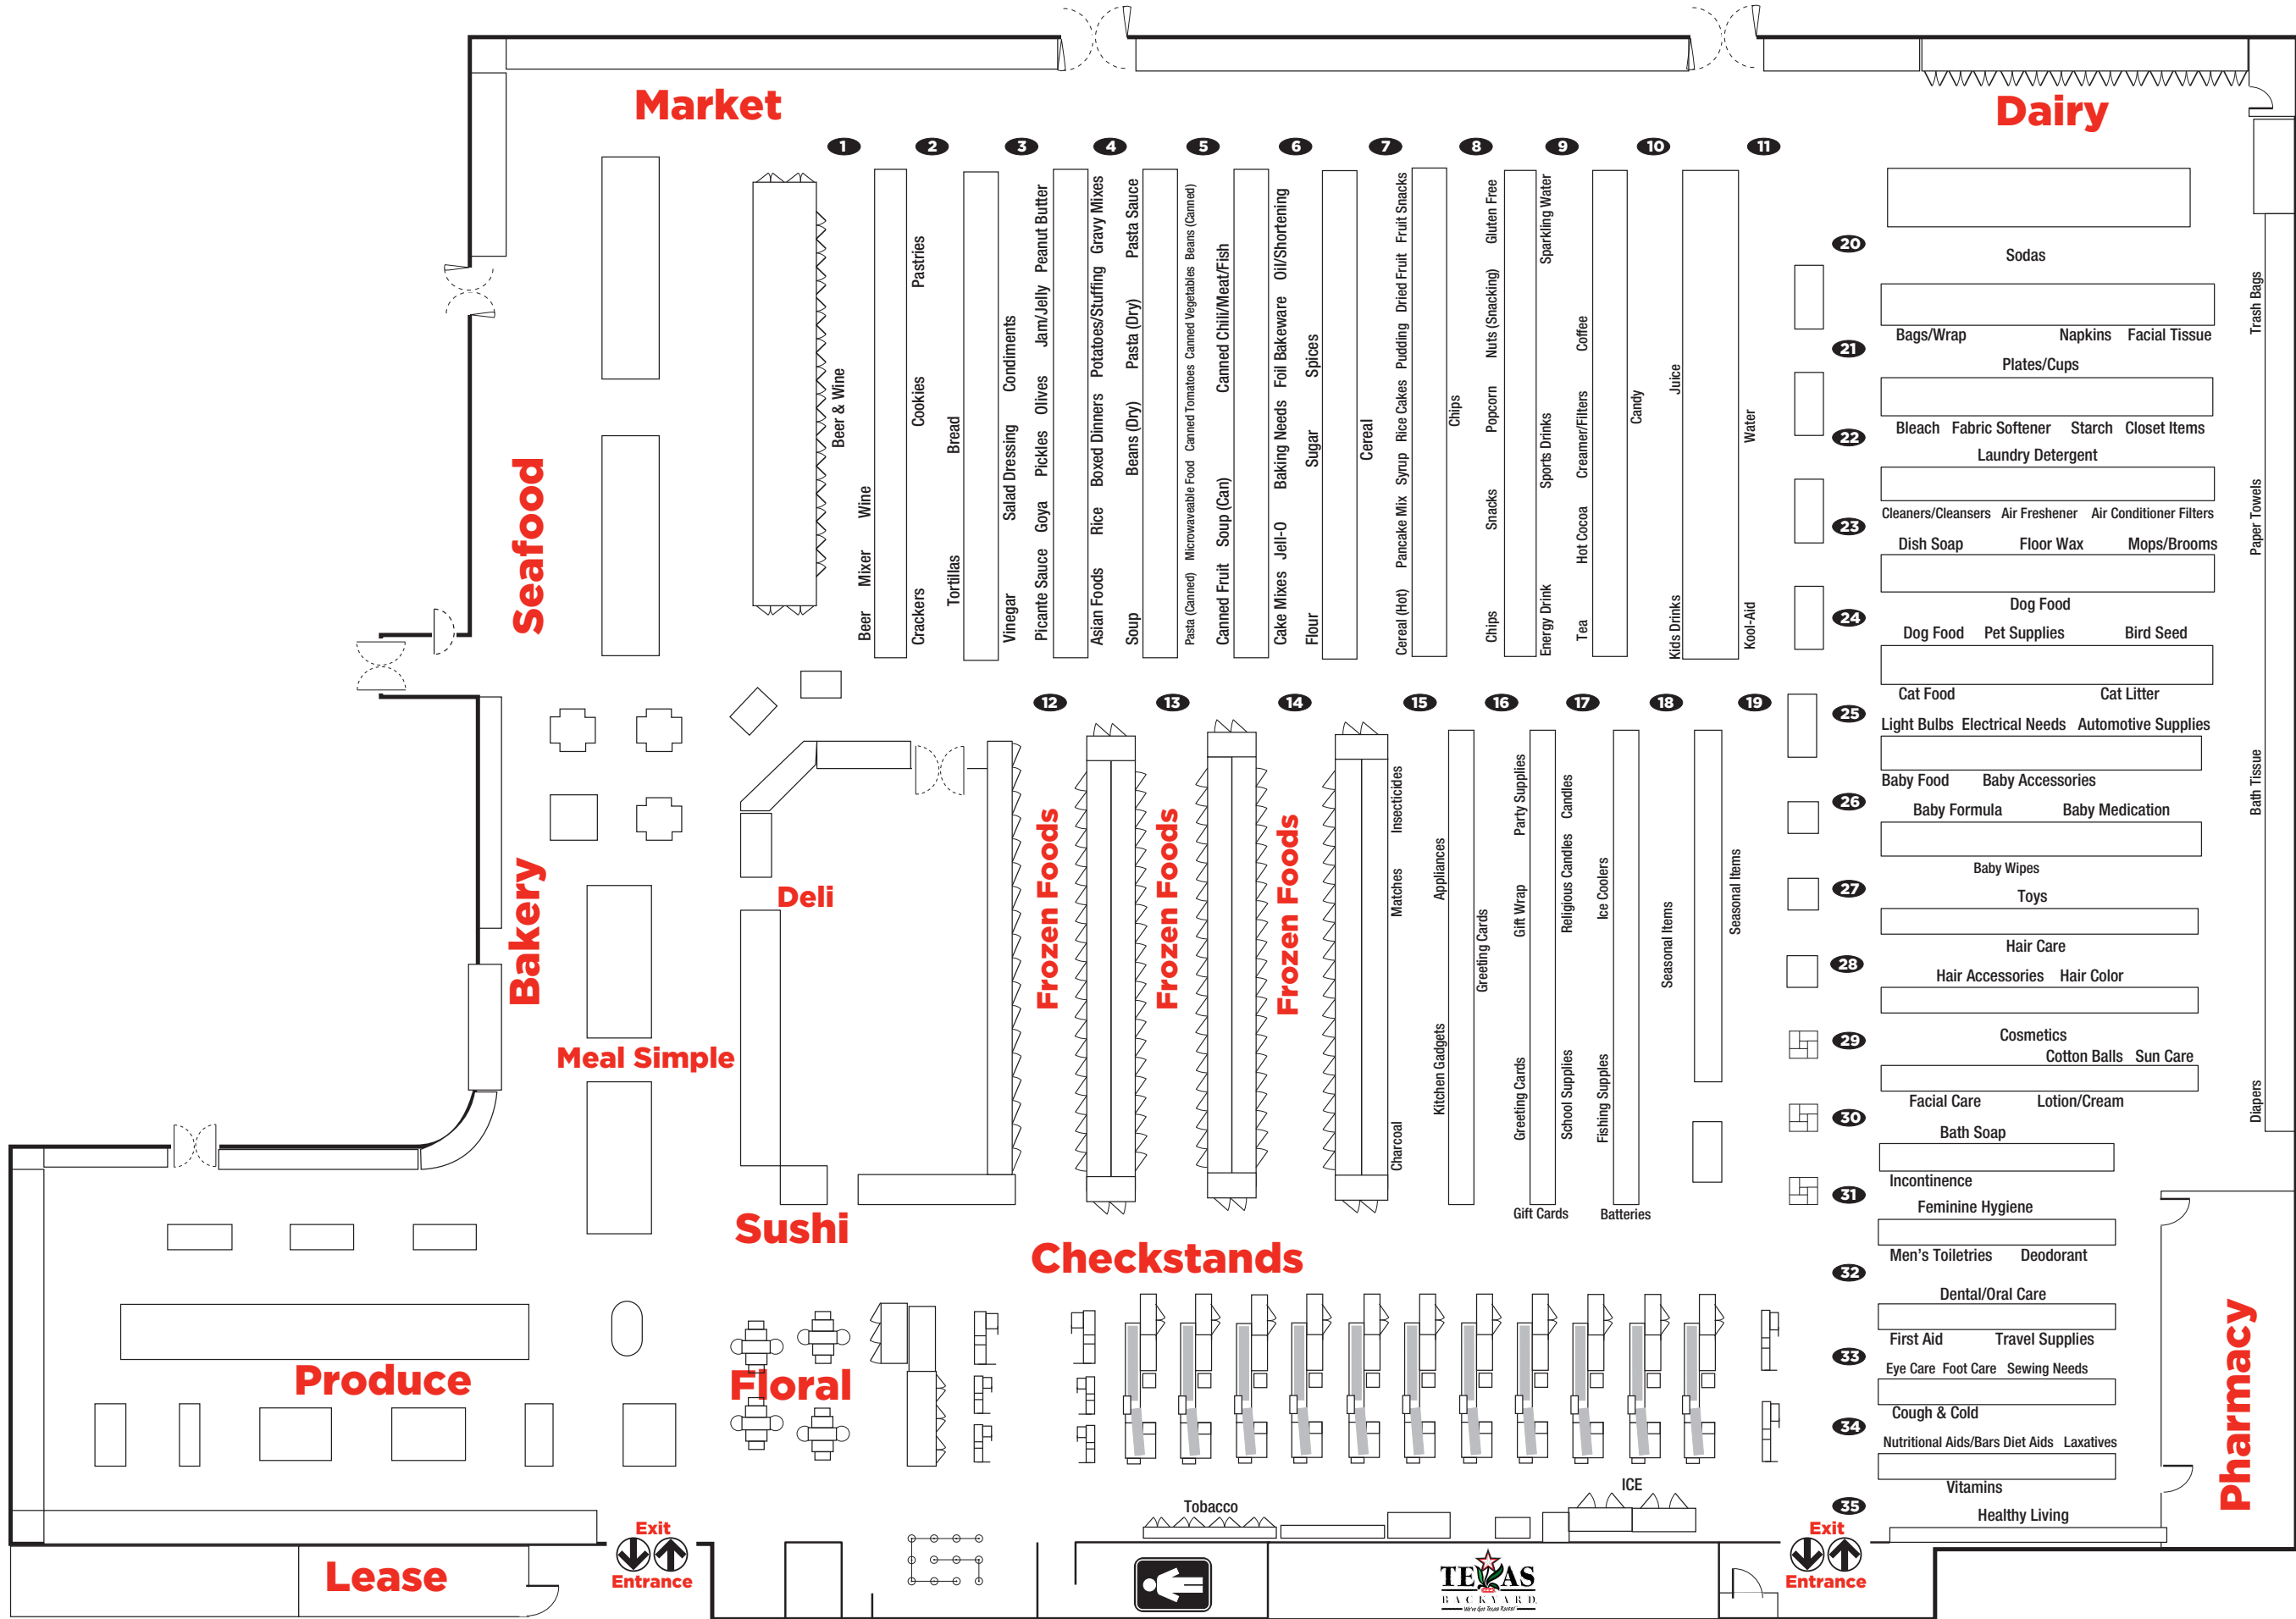 Market
Dairy
1
2
3
4
5
6
7
8
9
10
11
Beer & Wine
Beer Mixer Wine
Crackers Cookies Pastries
Tortillas Bread
Vinegar Salad Dressing Condiments
Picante Sauce Goya Pickles Olives Jam/Jelly Peanut Butter
Asian Foods Rice Boxed Dinners Potatoes/Stuffing Gravy Mixes
Soup Beans (Dry) Pasta (Dry) Pasta Sauce
Pasta (Canned) Microwaveable Food Canned Tomatoes Canned Vegetables Beans (Canned)
Canned Fruit Soup (Can) Canned Chili/Meat/Fish
Cake Mixes Jell-O Baking Needs Foil Bakeware Oil/Shortening
Flour Sugar Spices
Cereal
Cereal (Hot) Pancake Mix Syrup Rice Cakes Pudding Dried Fruit Fruit Snacks
Chips
Chips Snacks Popcorn Nuts (Snacking) Gluten Free
Energy Drink Sports Drinks Sparkling Water
Tea Hot Cocoa Creamer/Filters Coffee
Candy
Kids Drinks Juice
Kool-Aid Water
Seafood
Bakery
Deli
Meal Simple
Sushi
12
13
14
15
16
17
18
19
Frozen Foods
Frozen Foods
Frozen Foods
Charcoal Matches Insecticides
Kitchen Gadgets Appliances
Greeting Cards
Greeting Cards Gift Wrap Party Supplies
School Supplies Religious Candles Candles
Fishing Supples Ice Coolers
Seasonal Items
Seasonal Items
Gift Cards
Batteries
20
Sodas
Bags/Wrap Napkins Facial Tissue
21
Plates/Cups
Bleach Fabric Softener Starch Closet Items
22
Laundry Detergent
Cleaners/Cleansers Air Freshener Air Conditioner Filters
23
Dish Soap Floor Wax Mops/Brooms
Dog Food
24
Dog Food Pet Supplies Bird Seed
Cat Food Cat Litter
25
Light Bulbs Electrical Needs Automotive Supplies
Baby Food Baby Accessories
26
Baby Formula Baby Medication
Baby Wipes
27
Toys
Hair Care
28
Hair Accessories Hair Color
Cosmetics
29
Cotton Balls Sun Care
Facial Care Lotion/Cream
30
Bath Soap
Incontinence
31
Feminine Hygiene
Men's Toiletries Deodorant
32
Dental/Oral Care
First Aid Travel Supplies
33
Eye Care Foot Care Sewing Needs
Cough & Cold
34
Nutritional Aids/Bars Diet Aids Laxatives
Vitamins
35
Healthy Living
Trash Bags
Paper Towels
Bath Tissue
Diapers
Pharmacy
Checkstands
Produce
Floral
Tobacco
ICE
Lease
Exit
Entrance
TEXAS
BACKYARD
We've Got Texas Roots!
Exit
Entrance